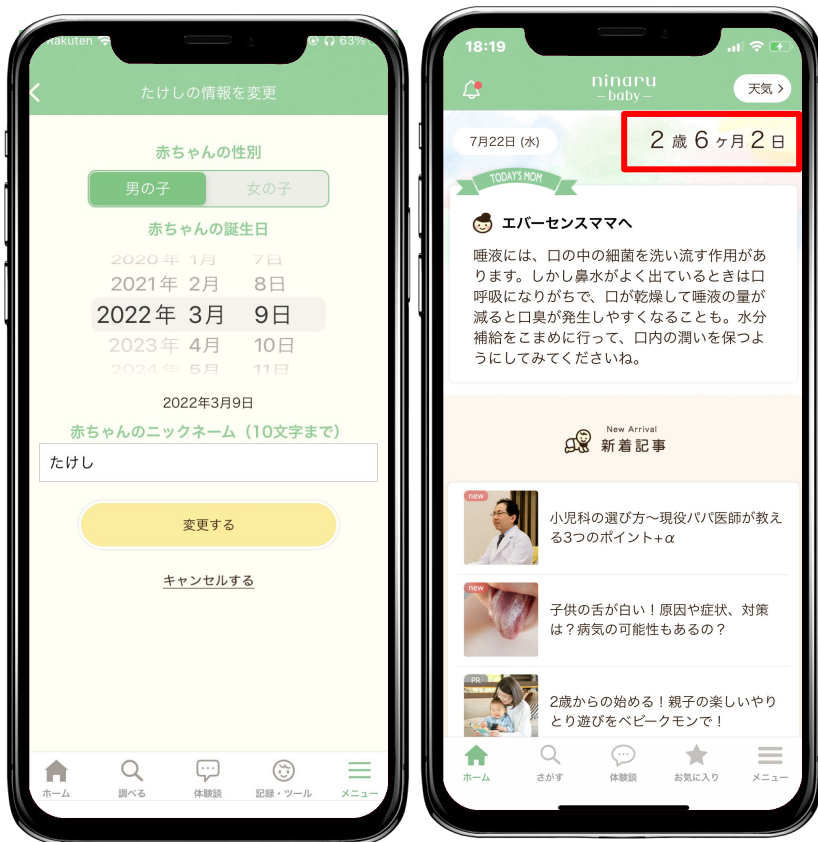 Rakuten
63%
たけしの情報を変更
赤ちゃんの性別
男の子 女の子
赤ちゃんの誕生日
2020年 1月 7日
2021年 2月 8日
2022年 3月 9日
2023年 4月 10日
2024年 5月 11日
2022年3月9日
赤ちゃんのニックネーム（10文字まで）
たけし
変更する
キャンセルする
ホーム 調べる 体験談 記録・ツール メニュー
18:19
ninaru
– baby –
天気 >
7月22日 (水)
2歳6ヶ月2日
TODAY'S MOM
エバーセンスママへ
唾液には、口の中の細菌を洗い流す作用があ
ります。しかし鼻水がよく出ているときは口
呼吸になりがちで、口が乾燥して唾液の量が
減ると口臭が発生しやすくなることも。水分
補給をこまめに行って、口内の潤いを保つよ
うにしてみてくださいね。
New Arrival
新着記事
new
小児科の選び方〜現役パパ医師が教え
る3つのポイント+α
new
子供の舌が白い！原因や症状、対策
は？病気の可能性もあるの？
PR
2歳からの始める！親子の楽しいやり
とり遊びをベビークモンで！
ホーム さがす 体験談 お気に入り メニュー